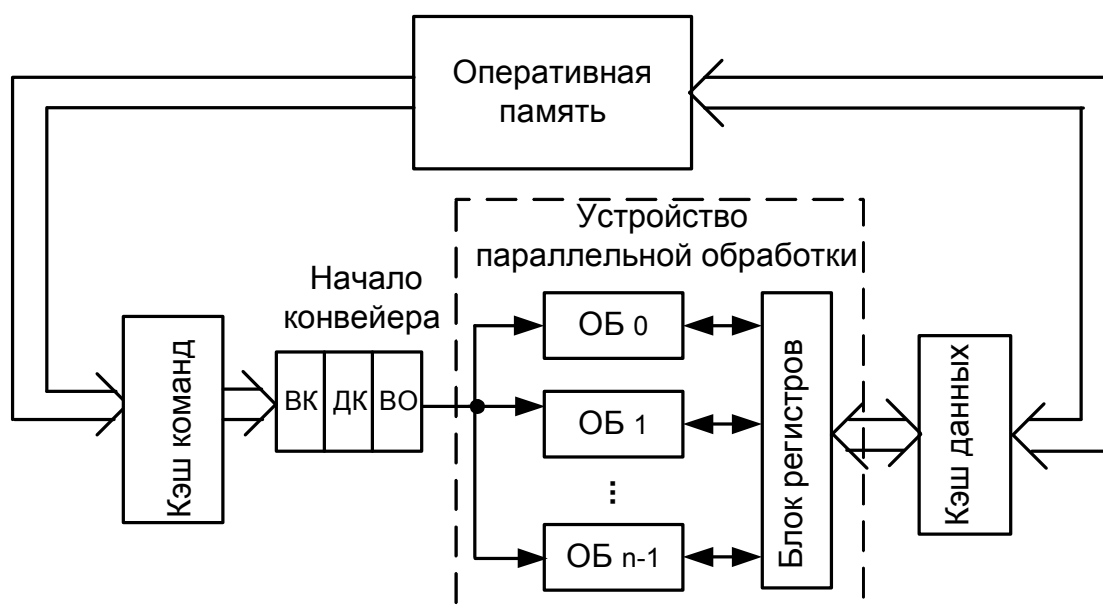 Оперативная
память
Устройство
параллельной обработки
Начало
конвейера
Кэш команд
ВК ДК ВО
ОБ 0
ОБ 1
...
ОБ n-1
Блок регистров
Кэш данных